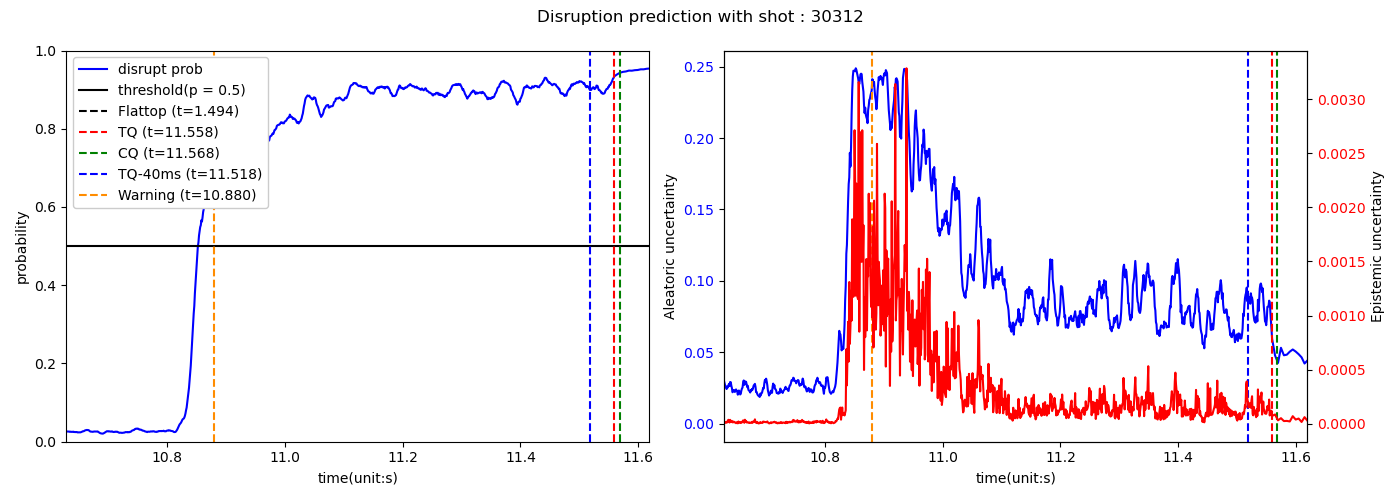 Disruption prediction with shot : 30312
1.0
0.8
0.6
0.4
0.2
0.0
probability
disrupt prob
threshold(p = 0.5)
Flattop (t=1.494)
TQ (t=11.558)
CQ (t=11.568)
TQ-40ms (t=11.518)
Warning (t=10.880)
10.8 11.0 11.2 11.4 11.6
time(unit:s)
0.25
0.20
0.15
0.10
0.05
0.00
Aleatoric uncertainty
0.0030
0.0025
0.0020
0.0015
0.0010
0.0005
0.0000
Epistemic uncertainty
10.8 11.0 11.2 11.4 11.6
time(unit:s)